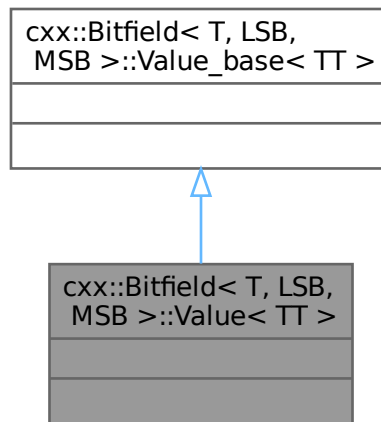 cxx::Bitfield< T, LSB,
MSB >::Value_base< TT >
cxx::Bitfield< T, LSB,
MSB >::Value< TT >